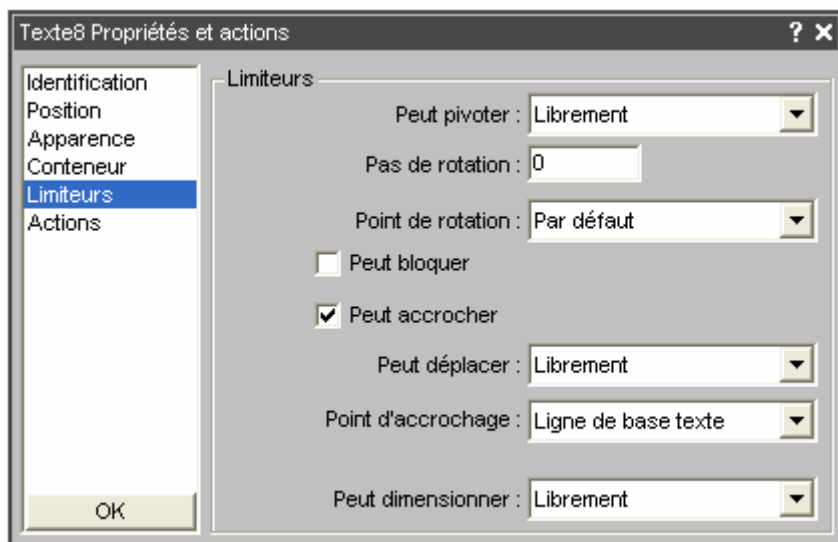 Texte8 Propriétés et actions ? X
Identification
Position
Apparence
Conteneur
Limiteurs
Actions
OK
Limiteurs
Peut pivoter : Librement
Pas de rotation : 0
Point de rotation : Par défaut
Peut bloquer
Peut accrocher
Peut déplacer : Librement
Point d'accrochage : Ligne de base texte
Peut dimensionner : Librement